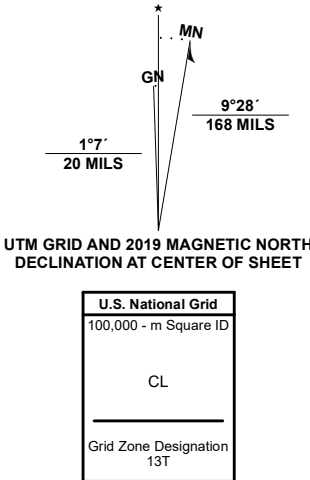 MN
GN
9°28´
168 MILS
1°7´
20 MILS
UTM GRID AND 2019 MAGNETIC NORTH
DECLINATION AT CENTER OF SHEET
U.S. National Grid
100,000 - m Square ID
CL
Grid Zone Designation
13T